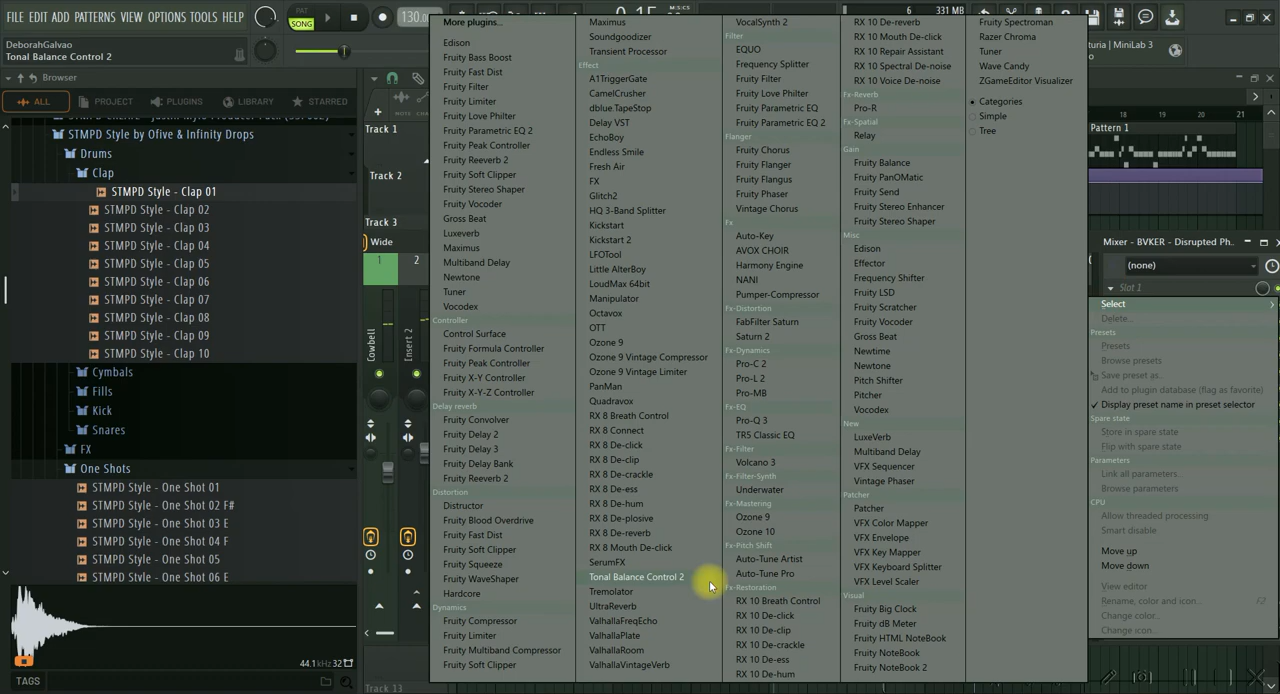 FILE EDIT ADD PATTERNS VIEW OPTIONS TOOLS HELP
PAT
SONG
130.0
M:S:CS
6
331 MB
DeborahGalvao
Tonal Balance Control 2
Browser
ALL
PROJECT
PLUGINS
LIBRARY
STARRED
STMPD Style by Ofive & Infinity Drops
Drums
Clap
STMPD Style - Clap 01
STMPD Style - Clap 02
STMPD Style - Clap 03
STMPD Style - Clap 04
STMPD Style - Clap 05
STMPD Style - Clap 06
STMPD Style - Clap 07
STMPD Style - Clap 08
STMPD Style - Clap 09
STMPD Style - Clap 10
Cymbals
Fills
Kick
Snares
FX
One Shots
STMPD Style - One Shot 01
STMPD Style - One Shot 02 F#
STMPD Style - One Shot 03 E
STMPD Style - One Shot 04 F
STMPD Style - One Shot 05
STMPD Style - One Shot 06 E
44.1kHz 32
TAGS
Track 1
Track 2
Track 3
Wide
1
2
Cowbell
Insert 2
Track 13
More plugins...
Edison
Fruity Bass Boost
Fruity Fast Dist
Fruity Filter
Fruity Limiter
Fruity Love Philter
Fruity Parametric EQ 2
Fruity Peak Controller
Fruity Reeverb 2
Fruity Soft Clipper
Fruity Stereo Shaper
Fruity Vocoder
Gross Beat
Luxeverb
Maximus
Multiband Delay
Newtone
Tuner
Vocodex
Controller
Control Surface
Fruity Formula Controller
Fruity Peak Controller
Fruity X-Y Controller
Fruity X-Y-Z Controller
Delay reverb
Fruity Convolver
Fruity Delay 2
Fruity Delay 3
Fruity Delay Bank
Fruity Reeverb 2
Distortion
Distructor
Fruity Blood Overdrive
Fruity Fast Dist
Fruity Soft Clipper
Fruity Squeeze
Fruity WaveShaper
Hardcore
Dynamics
Fruity Compressor
Fruity Limiter
Fruity Multiband Compressor
Fruity Soft Clipper
Maximus
Soundgoodizer
Transient Processor
Effect
A1TriggerGate
CamelCrusher
dblue.TapeStop
Delay VST
EchoBoy
Endless Smile
Fresh Air
FX
Glitch2
HQ 3-Band Splitter
Kickstart
Kickstart 2
LFOTool
Little AlterBoy
LoudMax 64bit
Manipulator
Octavox
OTT
Ozone 9
Ozone 9 Vintage Compressor
Ozone 9 Vintage Limiter
PanMan
Quadravox
RX 8 Breath Control
RX 8 Connect
RX 8 De-click
RX 8 De-clip
RX 8 De-crackle
RX 8 De-ess
RX 8 De-hum
RX 8 De-plosive
RX 8 De-reverb
RX 8 Mouth De-click
SerumFX
Tonal Balance Control 2
Tremolator
UltraReverb
ValhallaFreqEcho
ValhallaPlate
ValhallaRoom
ValhallaVintageVerb
VocalSynth 2
Filter
EQUO
Frequency Splitter
Fruity Filter
Fruity Love Philter
Fruity Parametric EQ
Fruity Parametric EQ 2
Flanger
Fruity Chorus
Fruity Flanger
Fruity Flangus
Fruity Phaser
Vintage Chorus
Fx
Auto-Key
AVOX CHOIR
Harmony Engine
NANI
Pumper-Compressor
Fx-Distortion
FabFilter Saturn
Saturn 2
Fx-Dynamics
Pro-C 2
Pro-L 2
Pro-MB
Fx-EQ
Pro-Q 3
TR5 Classic EQ
Fx-Filter
Volcano 3
Fx-Filter-Synth
Underwater
Fx-Mastering
Ozone 9
Ozone 10
Fx-Pitch Shift
Auto-Tune Artist
Auto-Tune Pro
Fx-Restoration
RX 10 Breath Control
RX 10 De-click
RX 10 De-clip
RX 10 De-crackle
RX 10 De-ess
RX 10 De-hum
RX 10 De-reverb
RX 10 Mouth De-click
RX 10 Repair Assistant
RX 10 Spectral De-noise
RX 10 Voice De-noise
Fx-Reverb
Pro-R
Fx-Spatial
Relay
Gain
Fruity Balance
Fruity PanOMatic
Fruity Send
Fruity Stereo Enhancer
Fruity Stereo Shaper
Misc
Edison
Effector
Frequency Shifter
Fruity LSD
Fruity Scratcher
Fruity Vocoder
Gross Beat
Newtime
Newtone
Pitch Shifter
Pitcher
Vocodex
New
LuxeVerb
Multiband Delay
VFX Sequencer
Vintage Phaser
Patcher
Patcher
VFX Color Mapper
VFX Envelope
VFX Key Mapper
VFX Keyboard Splitter
VFX Level Scaler
Visual
Fruity Big Clock
Fruity dB Meter
Fruity HTML NoteBook
Fruity NoteBook
Fruity NoteBook 2
Fruity Spectroman
Razer Chroma
Tuner
Wave Candy
ZGameEditor Visualizer
Categories
Simple
Tree
turia | MiniLab 3
Pattern 1
18
19
20
21
Mixer - BVKER - Disrupted Ph..
(none)
Slot 1
Select
Delete...
Presets
Presets
Browse presets
Save preset as...
Add to plugin database (flag as favorite)
Display preset name in preset selector
Spare state
Store in spare state
Flip with spare state
Parameters
Link all parameters...
Browse parameters
CPU
Allow threaded processing
Smart disable
Move up
Move down
View editor
Rename, color and icon...
F2
Change color...
Change icon...